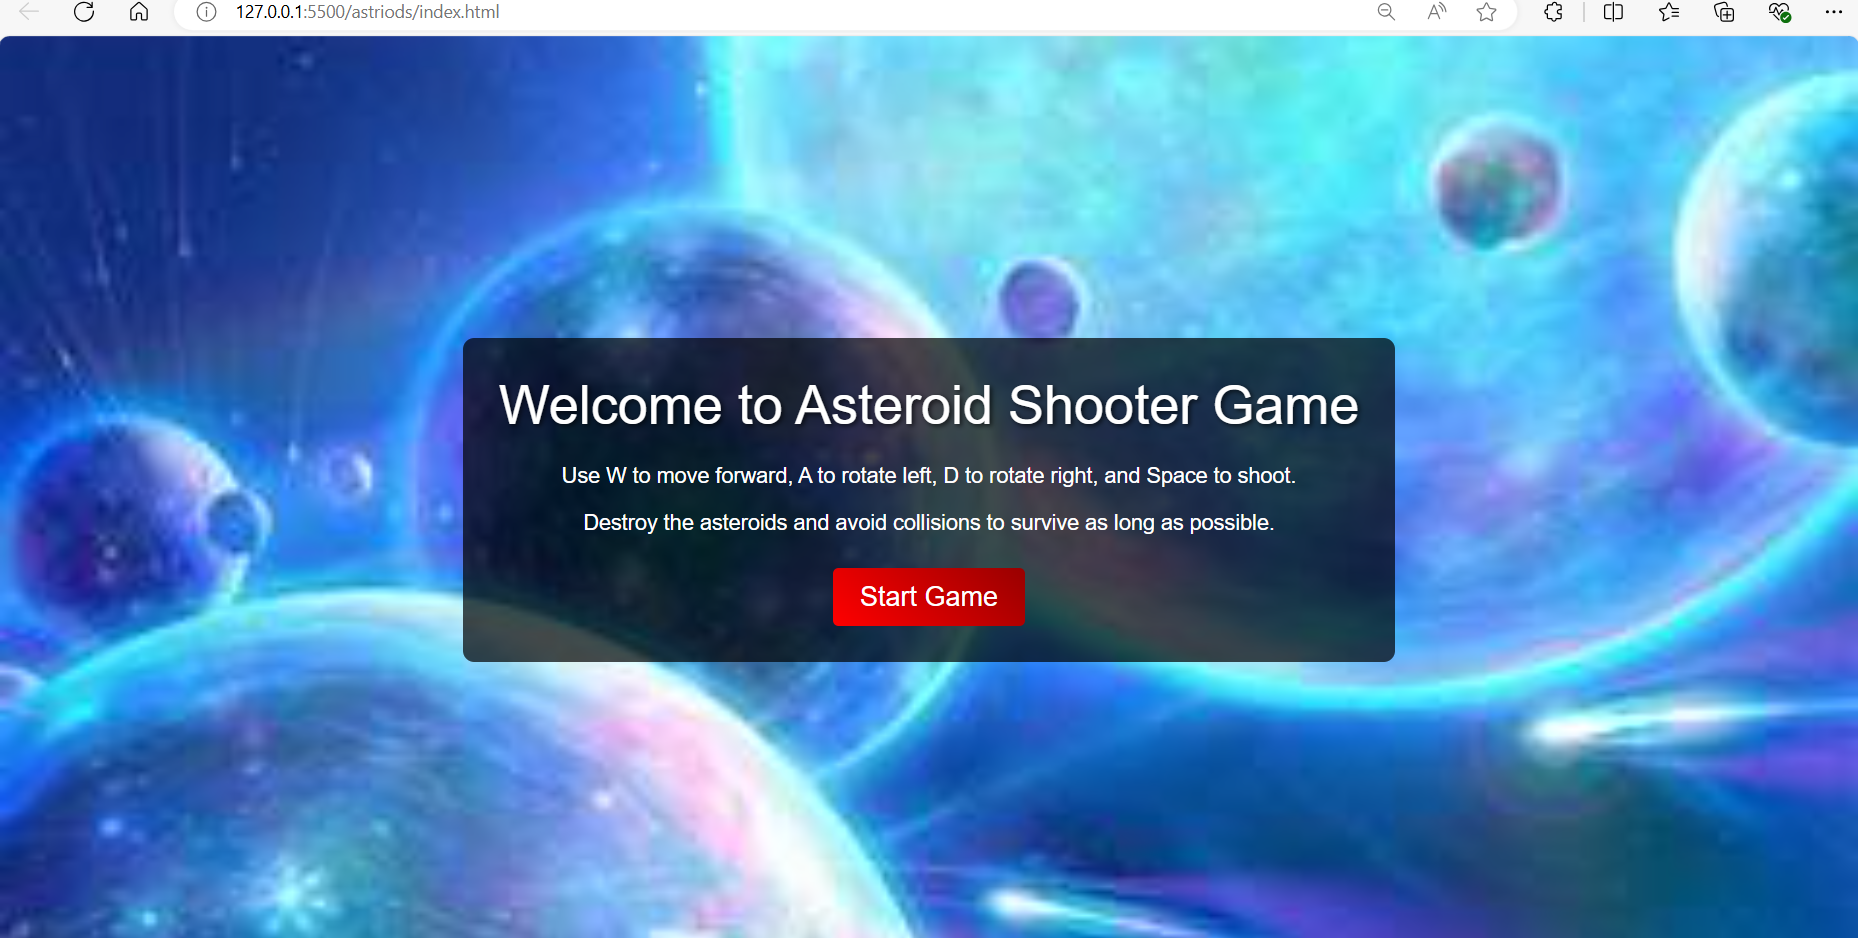 127.0.0.1:5500/astriods/index.html
Welcome to Asteroid Shooter Game
Use W to move forward, A to rotate left, D to rotate right, and Space to shoot.
Destroy the asteroids and avoid collisions to survive as long as possible.
Start Game